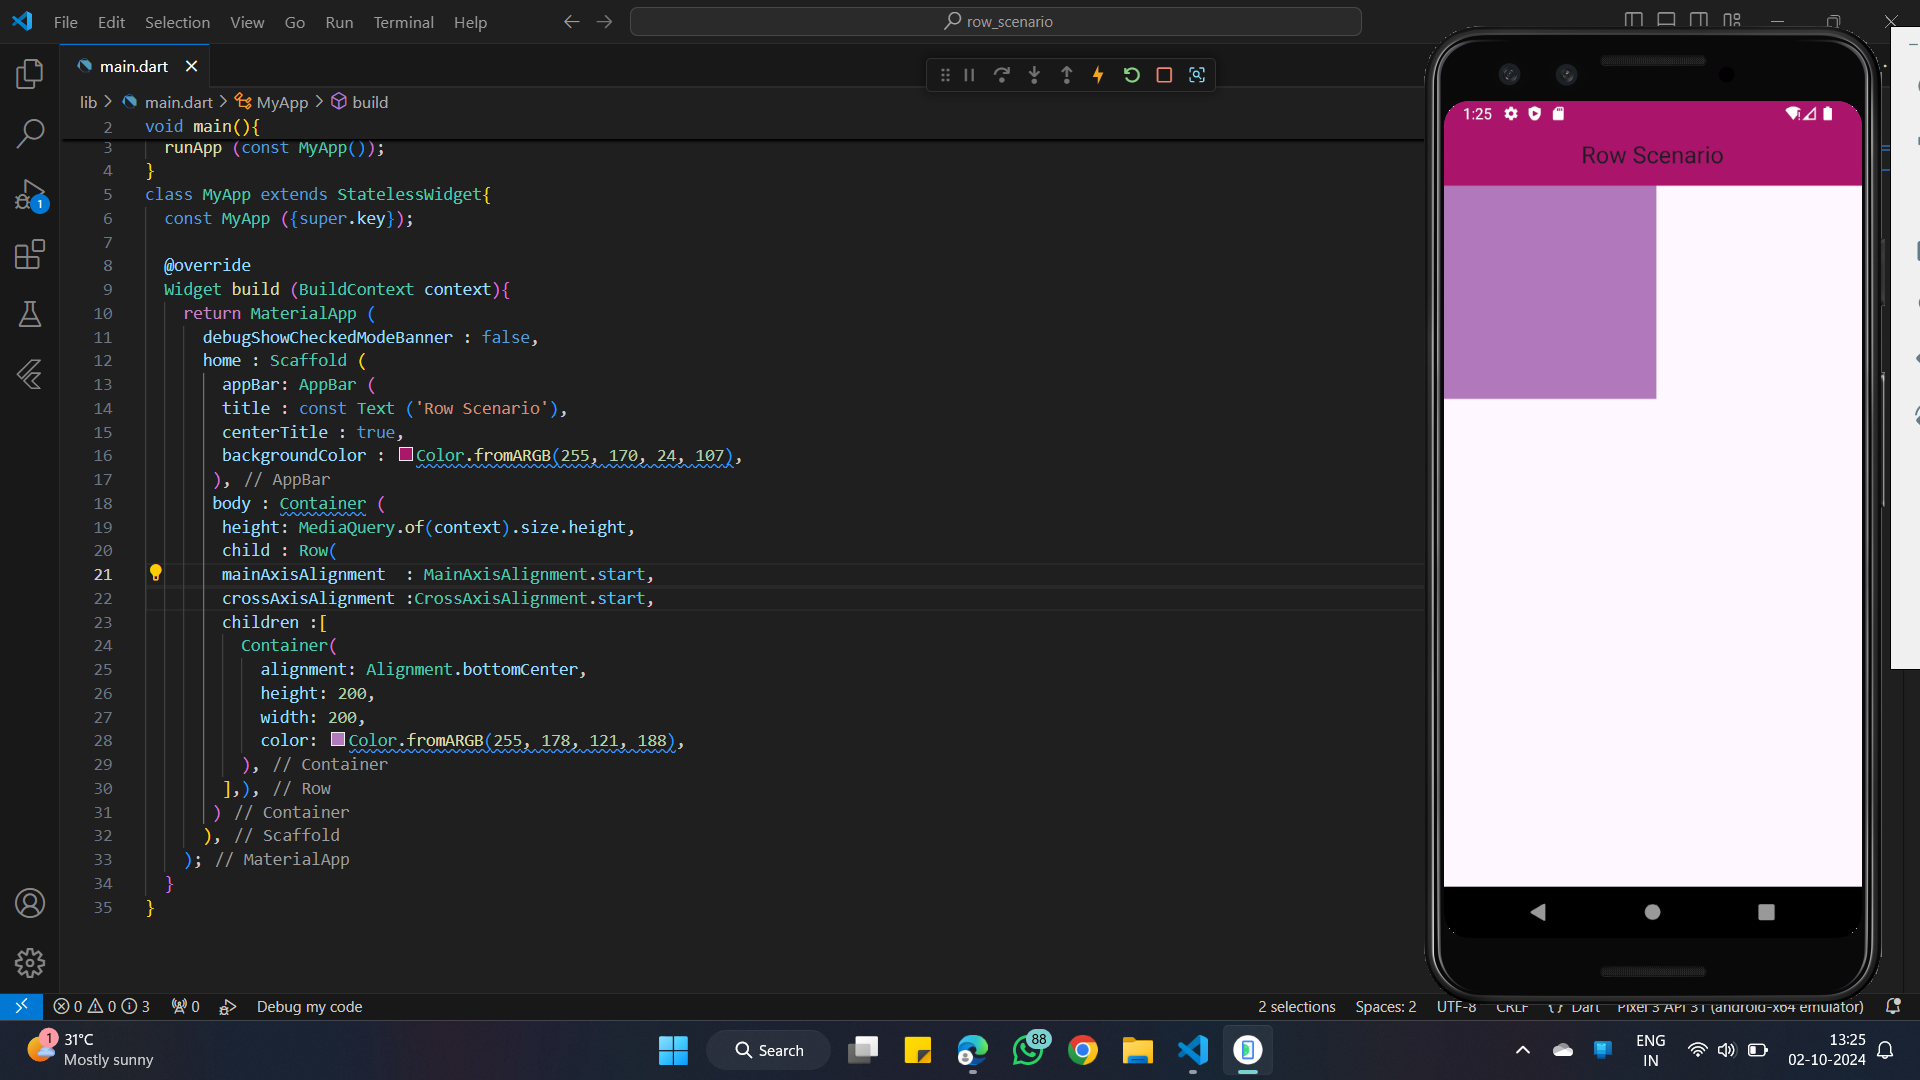 File Edit Selection View Go Run Terminal Help
row_scenario
main.dart
lib > main.dart > MyApp > build
2 void main(){
3 runApp (const MyApp());
4 }
5 class MyApp extends StatelessWidget{
6 const MyApp ({super.key});
7
8 @override
9 Widget build (BuildContext context){
10 return MaterialApp (
11 debugShowCheckedModeBanner : false,
12 home : Scaffold (
13 appBar: AppBar (
14 title : const Text ('Row Scenario'),
15 centerTitle : true,
16 backgroundColor : Color.fromARGB(255, 170, 24, 107),
17 ), // AppBar
18 body : Container (
19 height: MediaQuery.of(context).size.height,
20 child : Row(
21 mainAxisAlignment : MainAxisAlignment.start,
22 crossAxisAlignment :CrossAxisAlignment.start,
23 children :[
24 Container(
25 alignment: Alignment.bottomCenter,
26 height: 200,
27 width: 200,
28 color: Color.fromARGB(255, 178, 121, 188),
29 ), // Container
30 ],), // Row
31 ) // Container
32 ), // Scaffold
33 ); // MaterialApp
34 }
35 }
1
1:25
Row Scenario
0 0 3 0 Debug my code
2 selections Spaces: 2 UTF-8 CRLF {} Dart Pixel 3 API 31 (android-x64 emulator)
1
31°C
Mostly sunny
Search
88
ENG
IN
13:25
02-10-2024